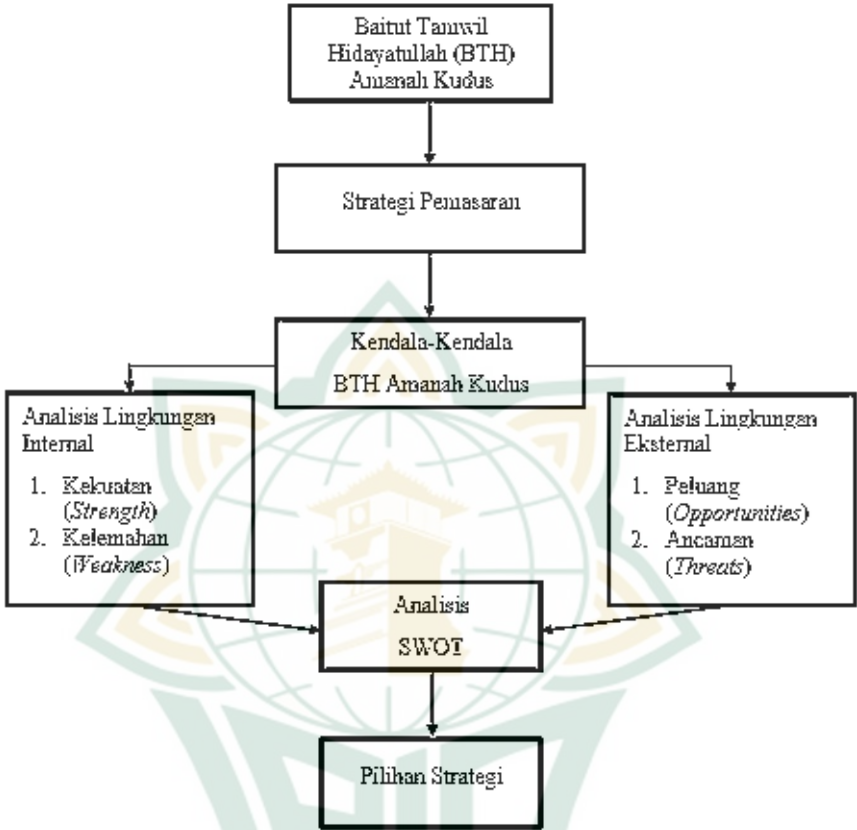 Baitut Tamwil
Hidayatullah (BTH)
Amanah Kudus
Strategi Pemasaran
Kendala-Kendala
BTH Amanah Kudus
Analisis Lingkungan
Internal
1. Kekuatan
(Strength)
2. Kelemahan
(Weakness)
Analisis Lingkungan
Eksternal
1. Peluang
(Opportunities)
2. Ancaman
(Threats)
Analisis
SWOT
Pilihan Strategi